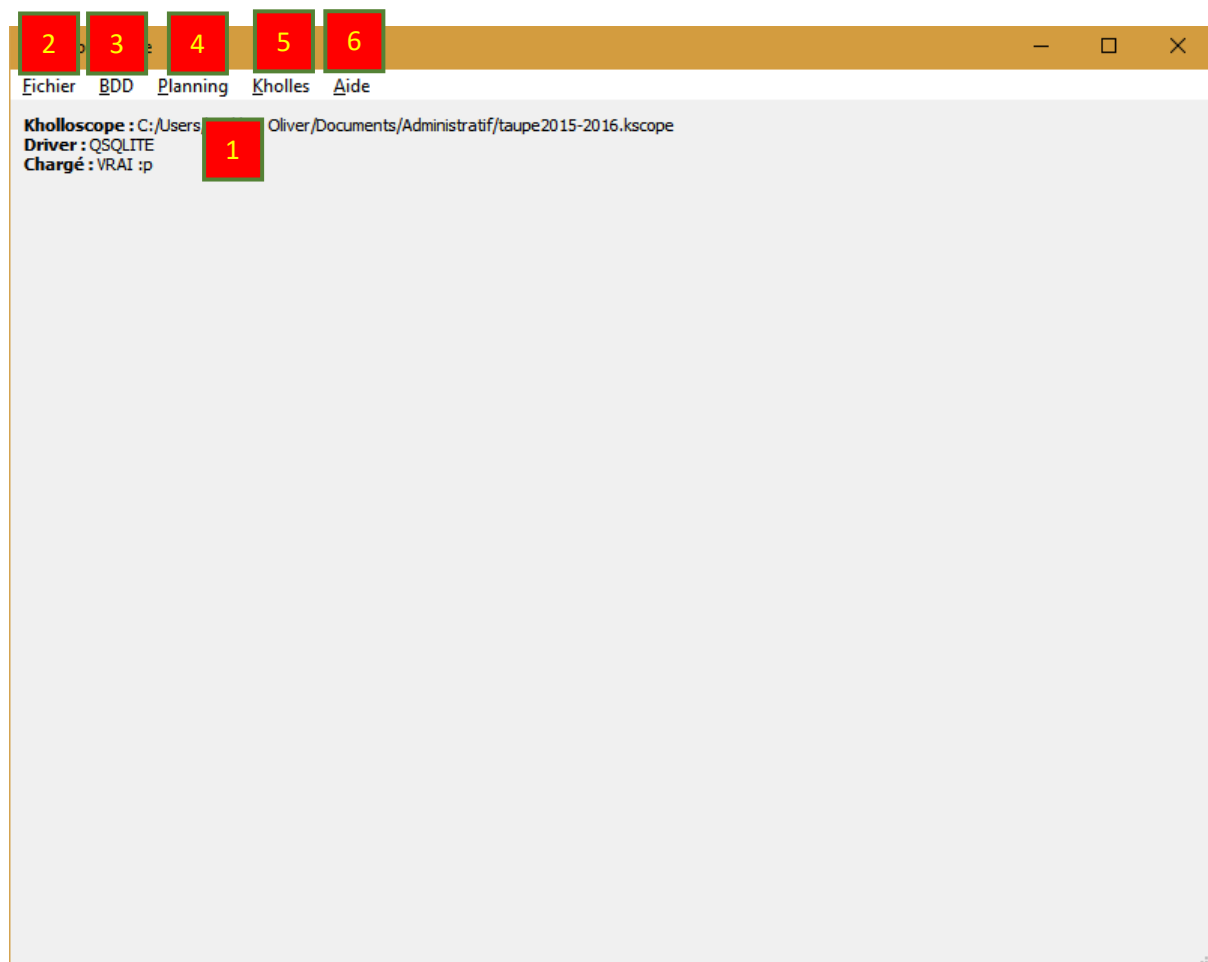 2 3 4 5 6
Fichier BDD Planning Kholles Aide
Kholloscope : C:/Users/ Oliver/Documents/Administratif/taupe2015-2016.kscope
Driver : QSQLITE
1
Chargé : VRAI :p